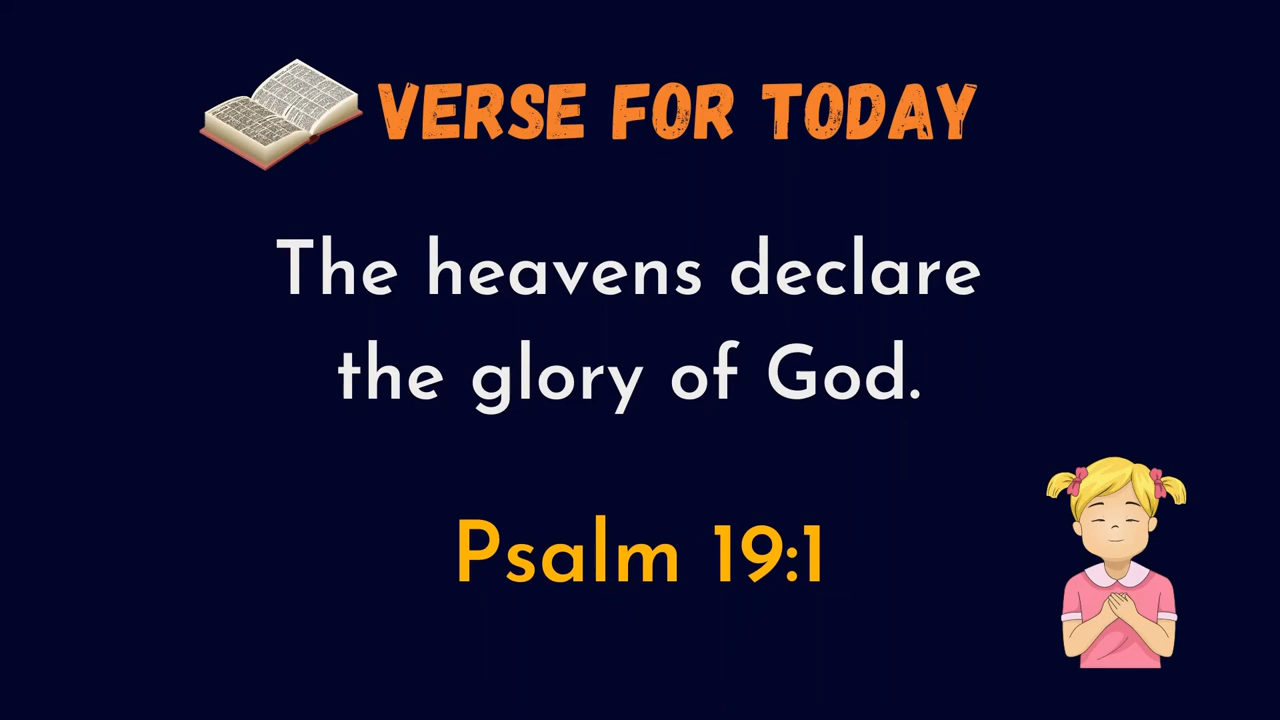 VERSE FOR TODAY
The heavens declare
the glory of God.
Psalm 19:1